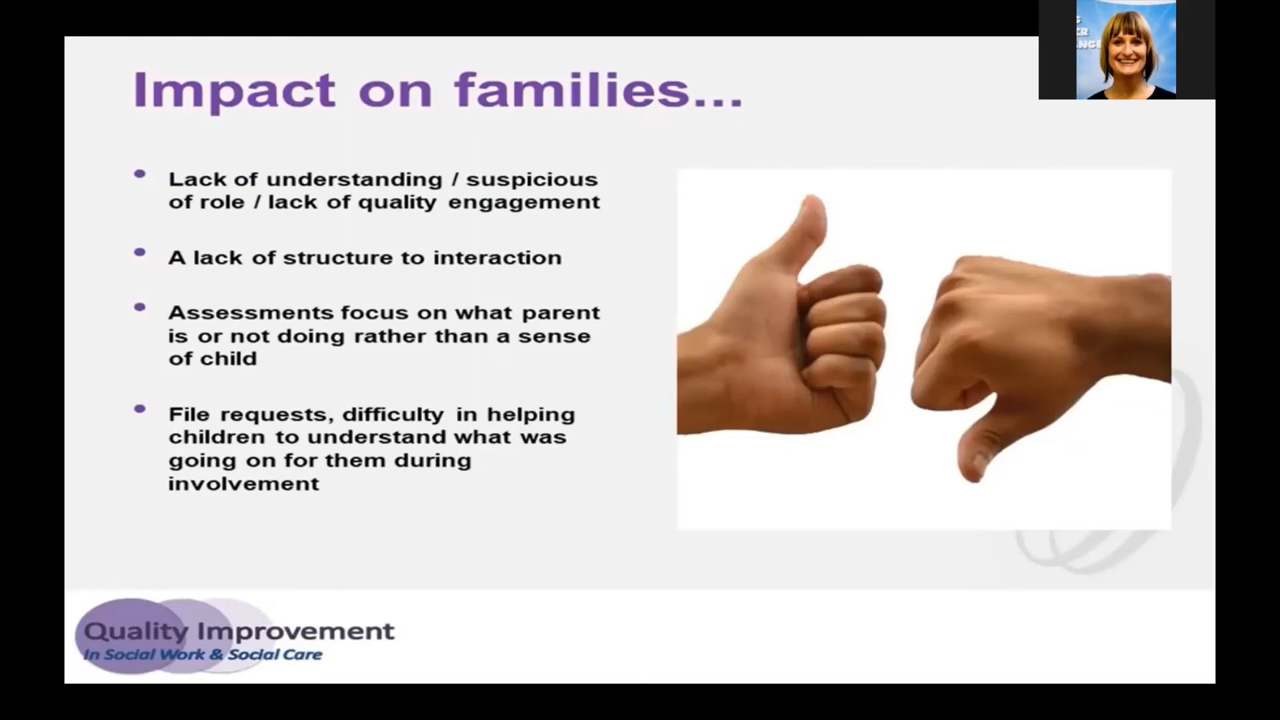 Impact on families...
• Lack of understanding / suspicious
of role / lack of quality engagement
• A lack of structure to interaction
• Assessments focus on what parent
is or not doing rather than a sense
of child
• File requests, difficulty in helping
children to understand what was
going on for them during
involvement
Quality Improvement
In Social Work & Social Care